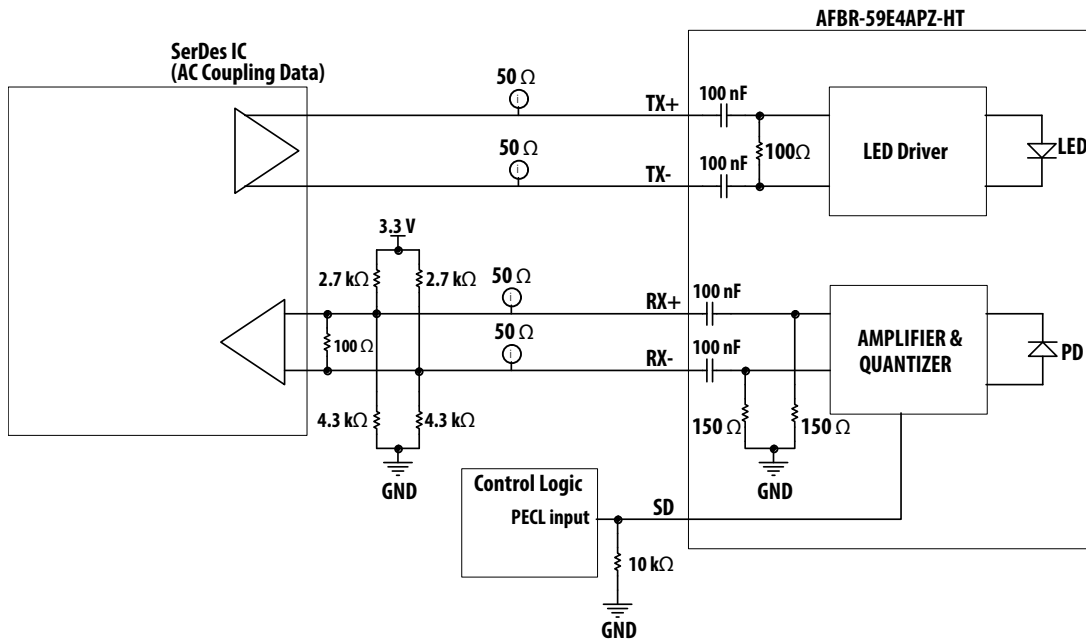 AFBR-59E4APZ-HT
SerDes IC
(AC Coupling Data)
50 Ω
i
TX+
100 nF
100Ω
LED Driver
LED
50 Ω
i
TX-
100 nF
3.3 V
2.7 kΩ
2.7 kΩ
50 Ω
i
RX+
100 nF
100 Ω
50 Ω
i
RX-
100 nF
AMPLIFIER &
QUANTIZER
PD
4.3 kΩ
4.3 kΩ
150 Ω
150 Ω
GND
GND
Control Logic
PECL input
SD
10 kΩ
GND